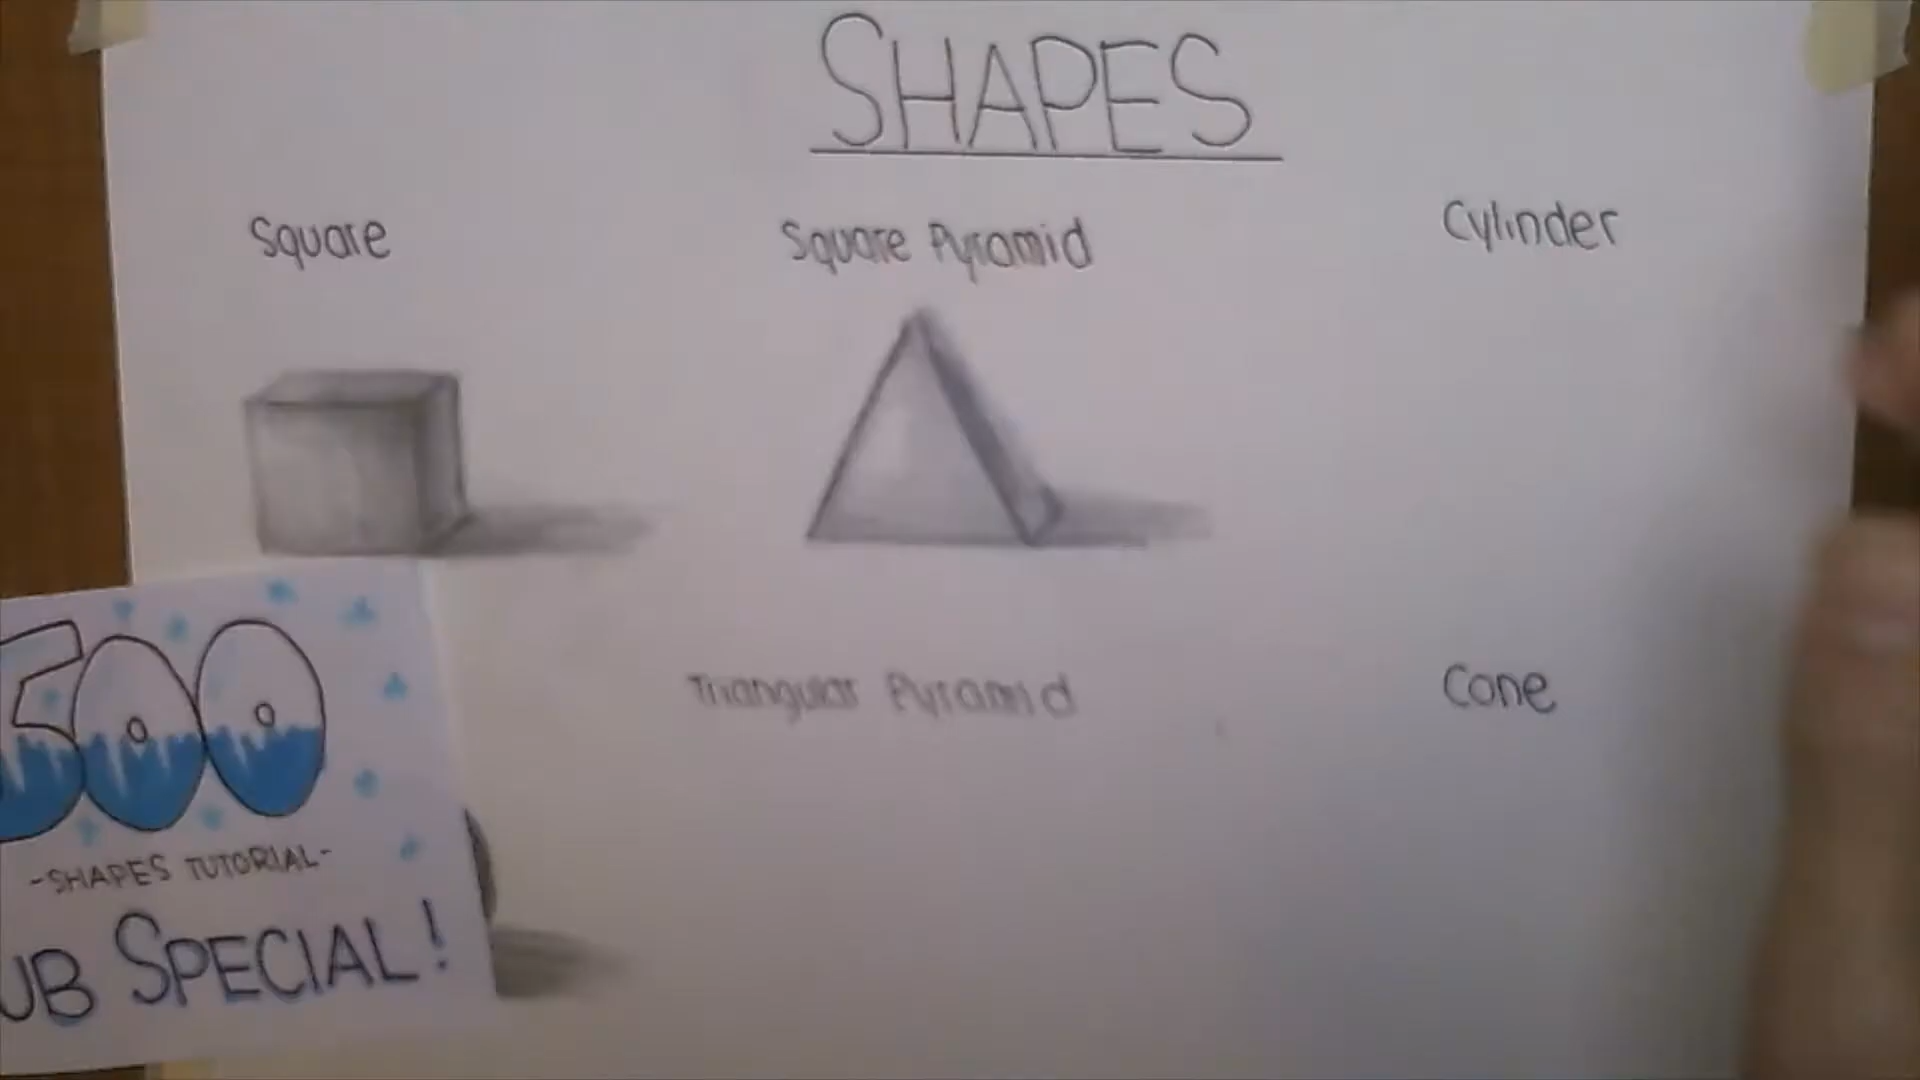 SHAPES
Square
Square Pyramid
Cylinder
Triangular Pyramid
Cone
500
-SHAPES TUTORIAL-
UB SPECIAL!